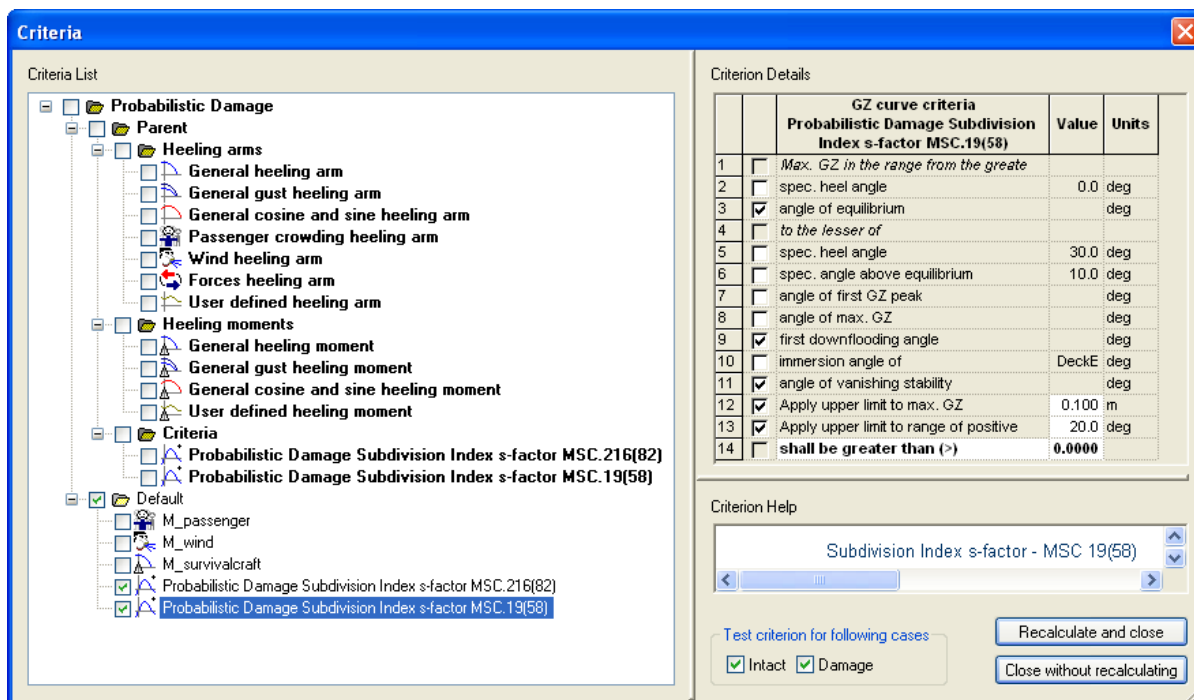 Criteria
Criteria List
Probabilistic Damage
Parent
Heeling arms
General heeling arm
General gust heeling arm
General cosine and sine heeling arm
Passenger crowding heeling arm
Wind heeling arm
Forces heeling arm
User defined heeling arm
Heeling moments
General heeling moment
General gust heeling moment
General cosine and sine heeling moment
User defined heeling moment
Criteria
Probabilistic Damage Subdivision Index s-factor MSC.216(82)
Probabilistic Damage Subdivision Index s-factor MSC.19(58)
Default
M_passenger
M_wind
M_survivalcraft
Probabilistic Damage Subdivision Index s-factor MSC.216(82)
Probabilistic Damage Subdivision Index s-factor MSC.19(58)
Criterion Details
GZ curve criteria
Probabilistic Damage Subdivision Value Units
Index s-factor MSC.19(58)
1 Max. GZ in the range from the greate
2 spec. heel angle 0.0 deg
3 angle of equilibrium deg
4 to the lesser of
5 spec. heel angle 30.0 deg
6 spec. angle above equilibrium 10.0 deg
7 angle of first GZ peak deg
8 angle of max. GZ deg
9 first downflooding angle deg
10 immersion angle of DeckE deg
11 angle of vanishing stability deg
12 Apply upper limit to max. GZ 0.100 m
13 Apply upper limit to range of positive 20.0 deg
14 shall be greater than (>) 0.0000
Criterion Help
Subdivision Index s-factor - MSC 19(58)
Test criterion for following cases
Intact Damage
Recalculate and close
Close without recalculating